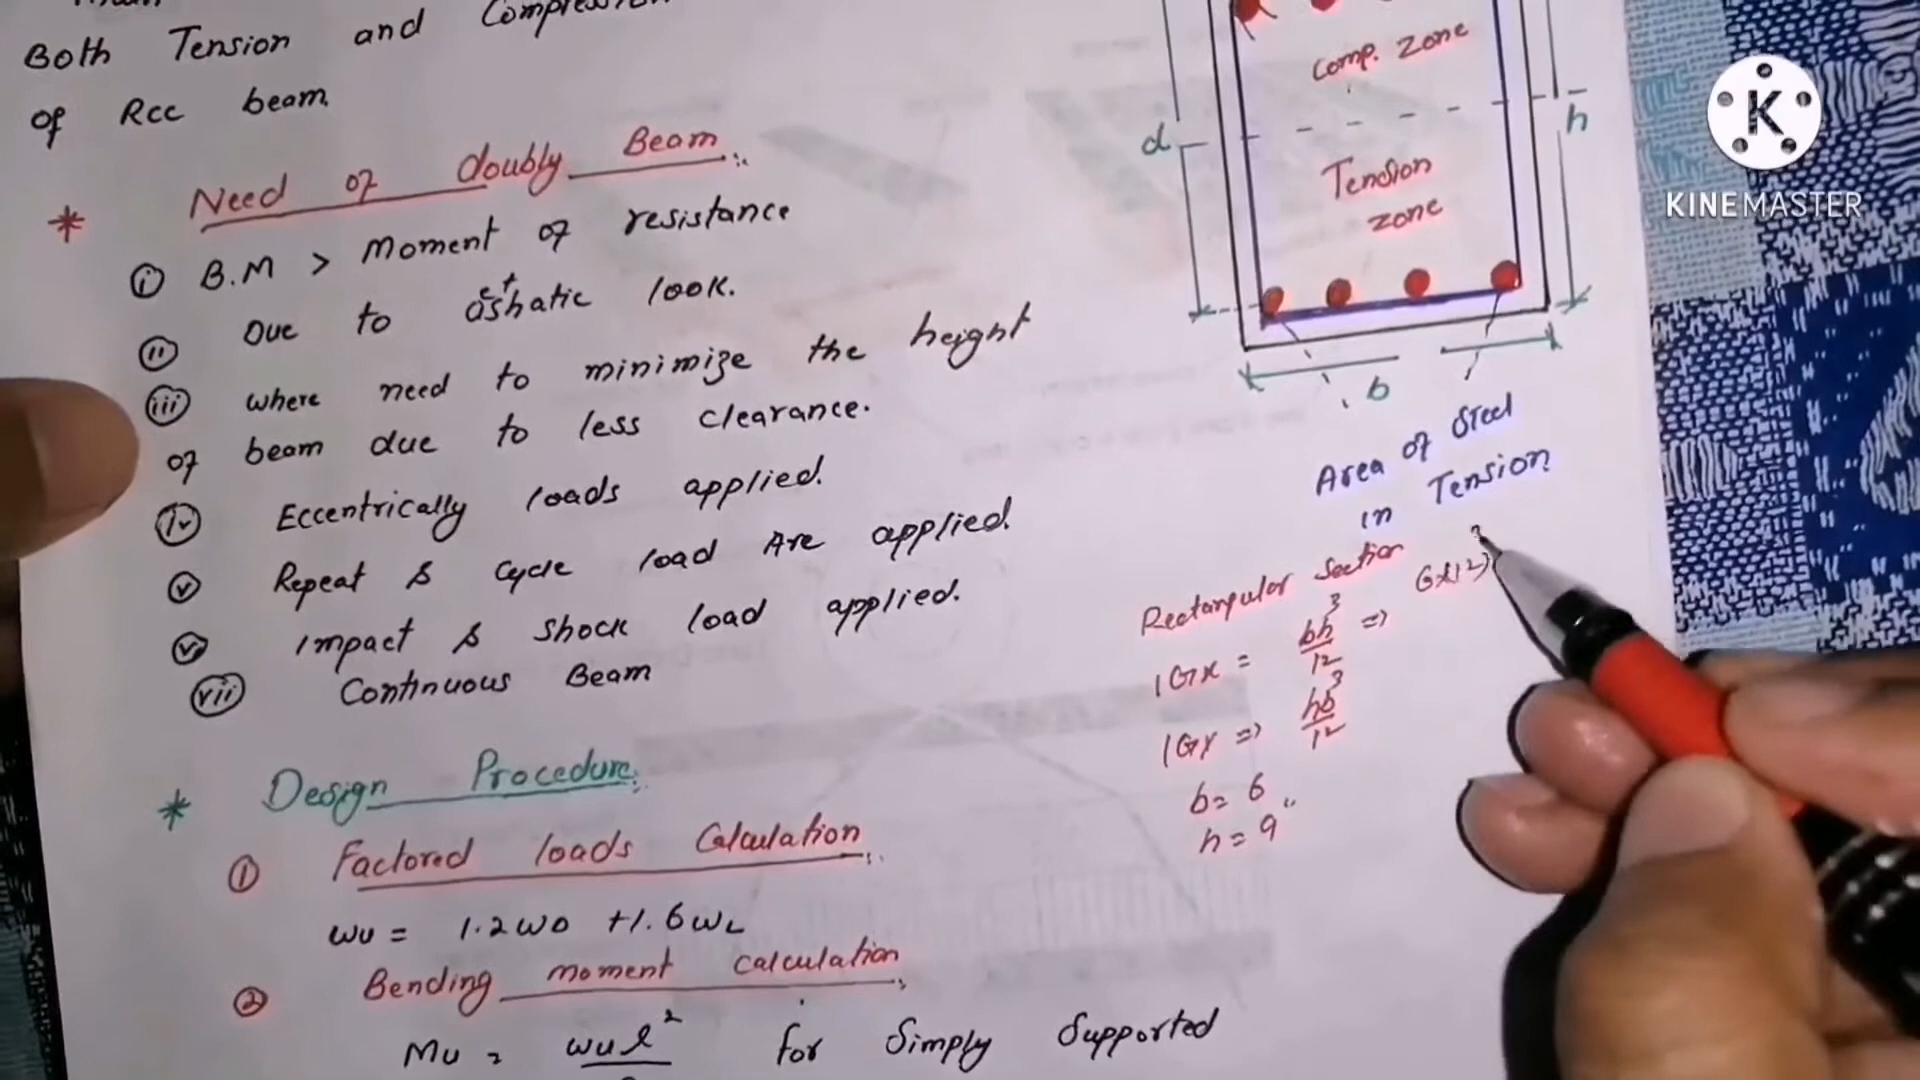 Both Tension and Compression
of Rcc beam
* Need of doubly Beam
i B.M > Moment of resistance
ii Due to ashatic look.
et
iii where need to minimize the height
of beam due to less clearance.
iv Eccentrically loads applied.
v Repeat & Cycle load Are applied.
v Impact & Shock load applied.
vii Continuous Beam
* Design Procedure
1 Factored loads Calculation
wu = 1.2wD + 1.6wL
2 Bending moment calculation
Mu = wul²
for Simply Supported
Comp. Zone
d
h
Tension
zone
b
Area of Steel
in Tension
Rectangular Section
IGx = bh³/12 =>
IGy => hb³/12
b= 6
h = 9"
K
KINEMASTER